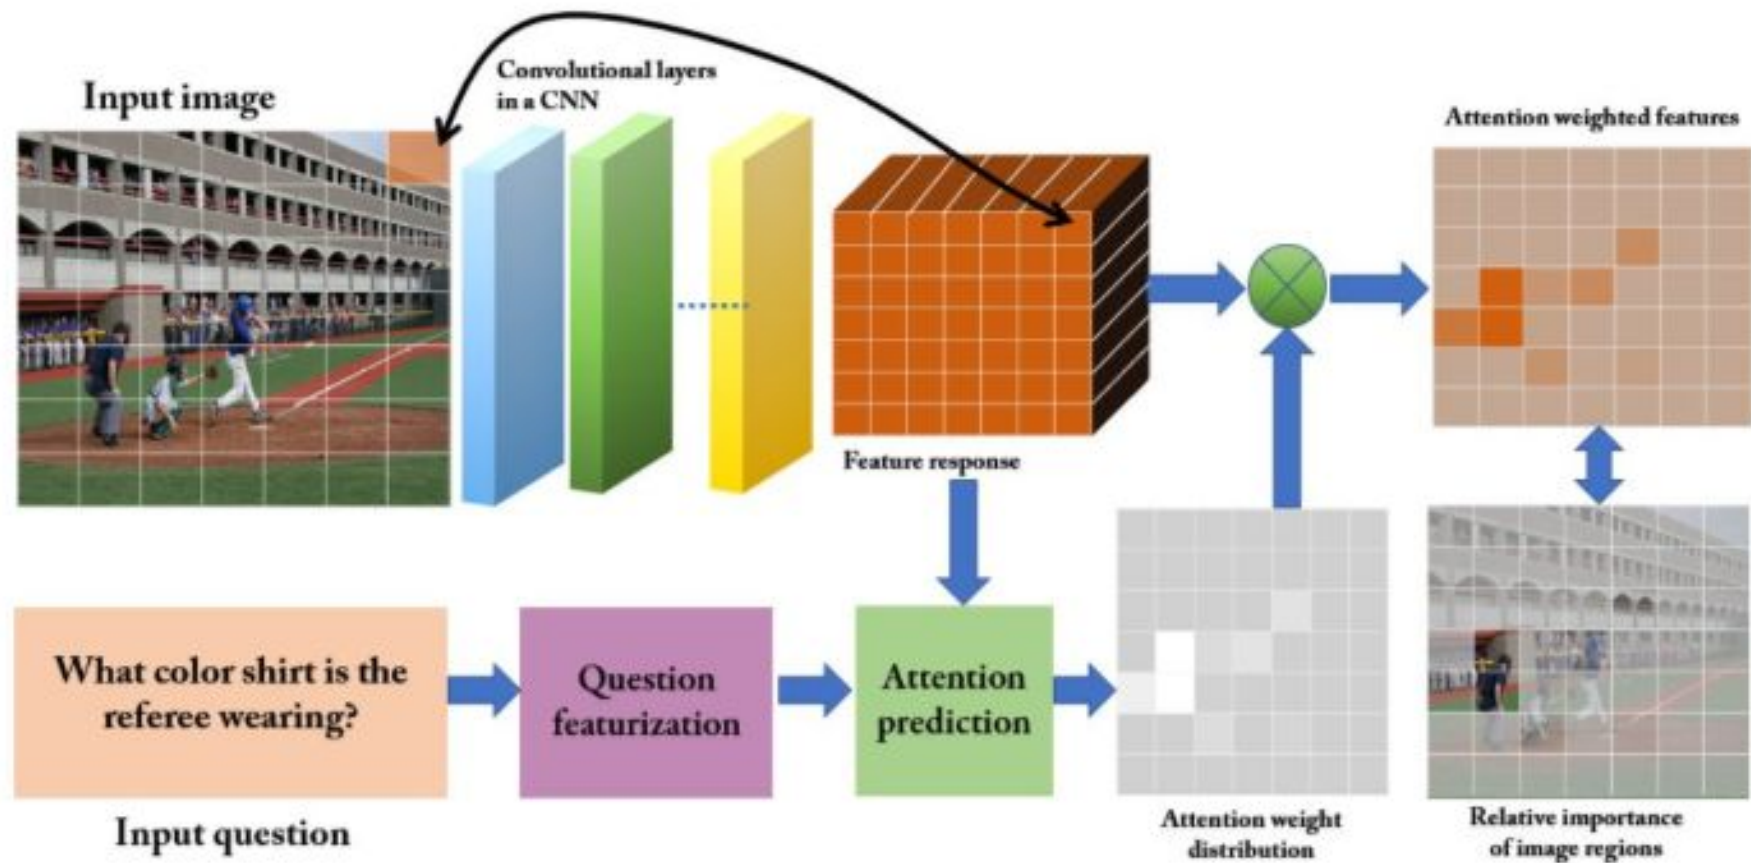 Input image
Convolutional layers
in a CNN
Attention weighted features
Feature response
What color shirt is the
referee wearing?
Question
featurization
Attention
prediction
Input question
Attention weight
distribution
Relative importance
of image regions